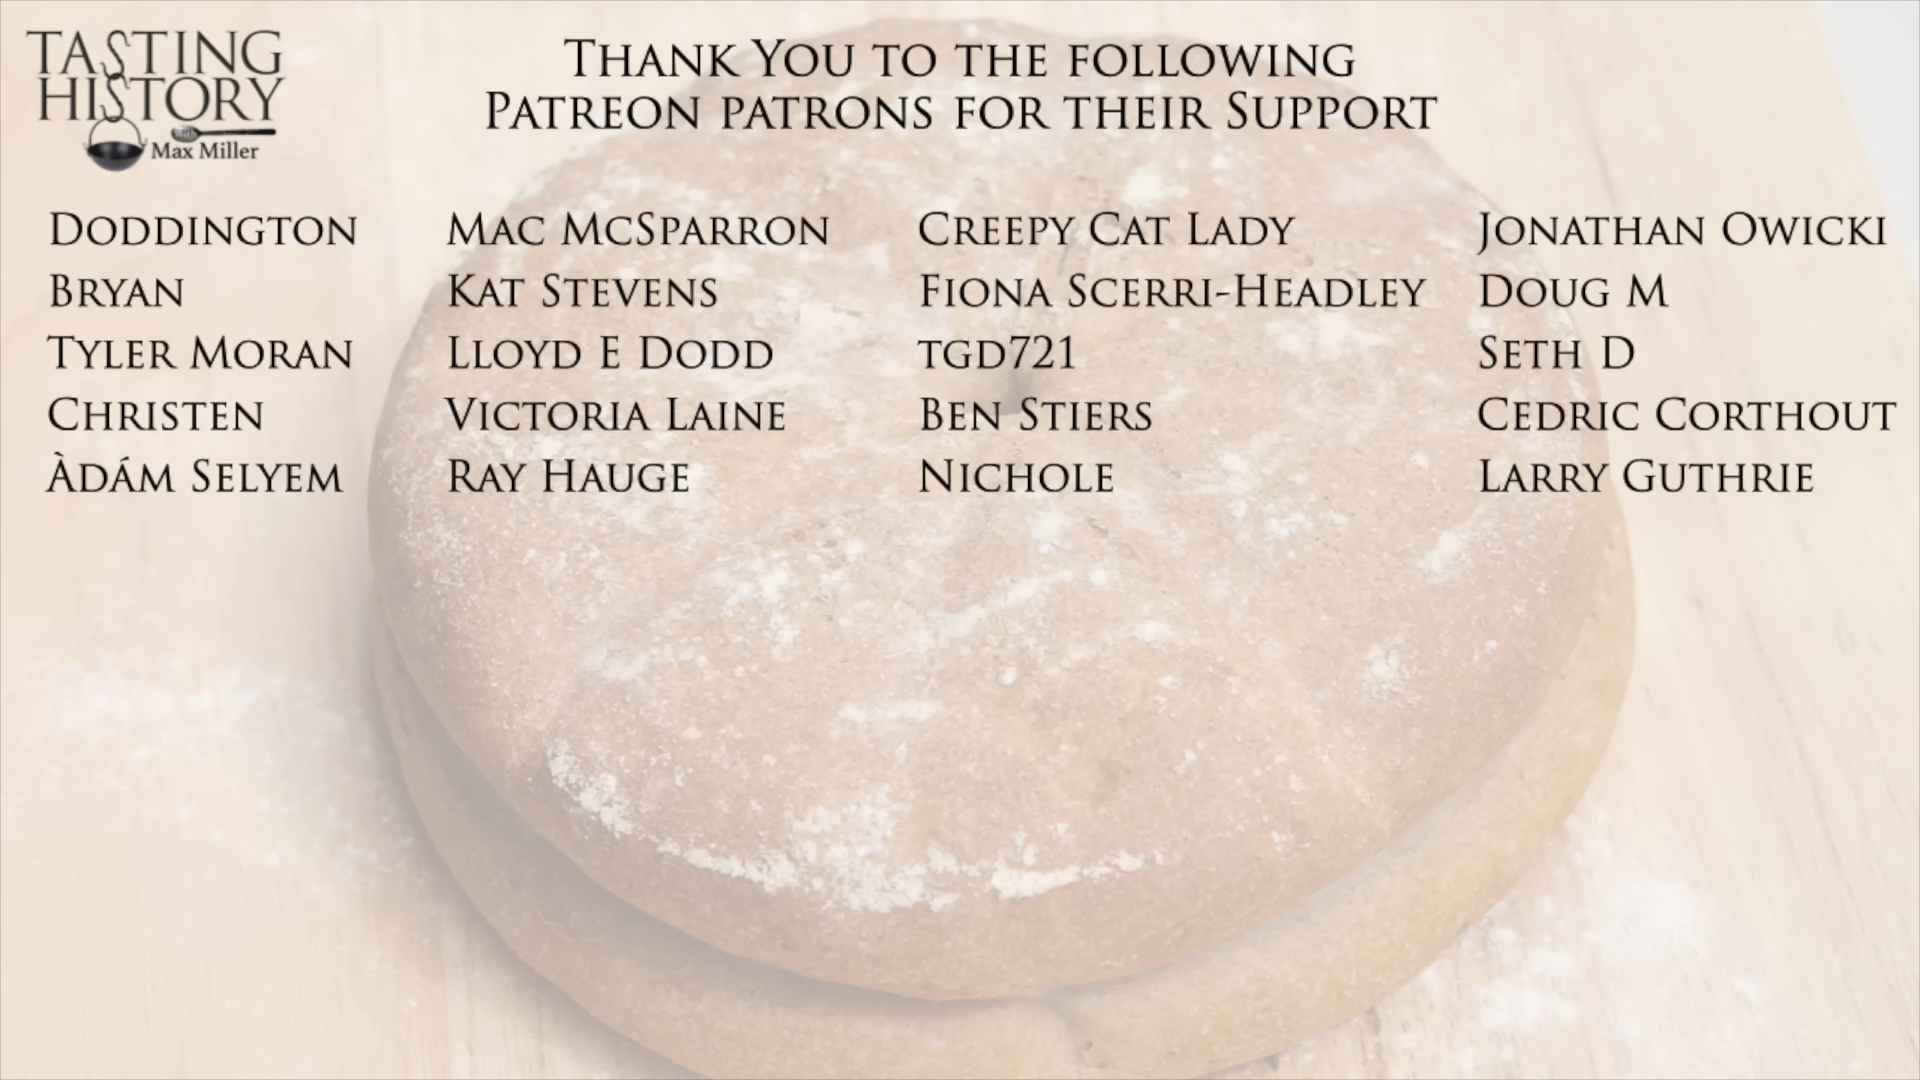 TASTING
HISTORY
With
Max Miller
THANK YOU TO THE FOLLOWING
PATREON PATRONS FOR THEIR SUPPORT
DODDINGTON
BRYAN
TYLER MORAN
CHRISTEN
ÀDÁM SELYEM
MAC MCSPARRON
KAT STEVENS
LLOYD E DODD
VICTORIA LAINE
RAY HAUGE
CREEPY CAT LADY
FIONA SCERRI-HEADLEY
TGD721
BEN STIERS
NICHOLE
JONATHAN OWICKI
DOUG M
SETH D
CEDRIC CORTHOUT
LARRY GUTHRIE